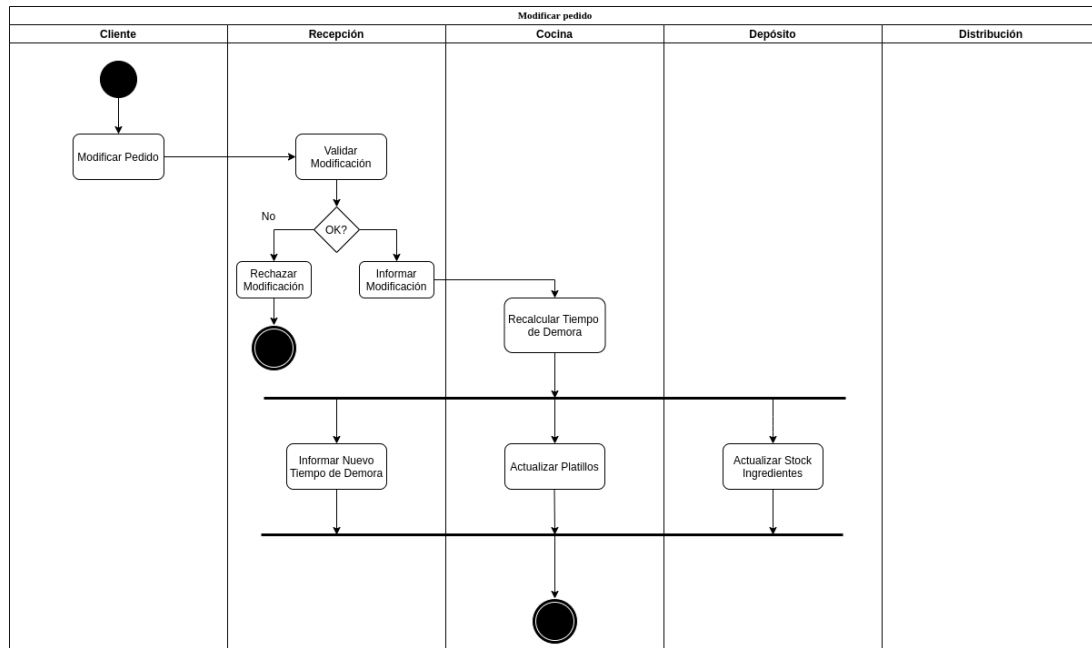 Modificar pedido
Cliente
Recepción
Cocina
Depósito
Distribución
Modificar Pedido
Validar
Modificación
OK?
No
Rechazar
Modificación
Informar
Modificación
Recalcular Tiempo
de Demora
Informar Nuevo
Tiempo de Demora
Actualizar Platillos
Actualizar Stock
Ingredientes